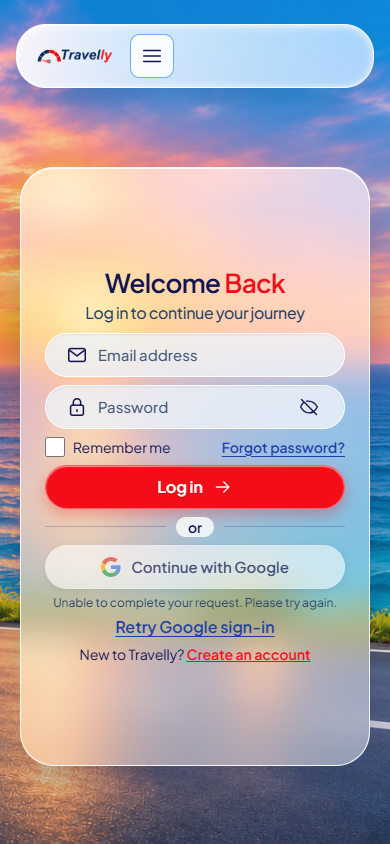 Travelly
Welcome Back
Log in to continue your journey
Email address
Password
Remember me
Forgot password?
Log in
or
Continue with Google
Unable to complete your request. Please try again.
Retry Google sign-in
New to Travelly? Create an account